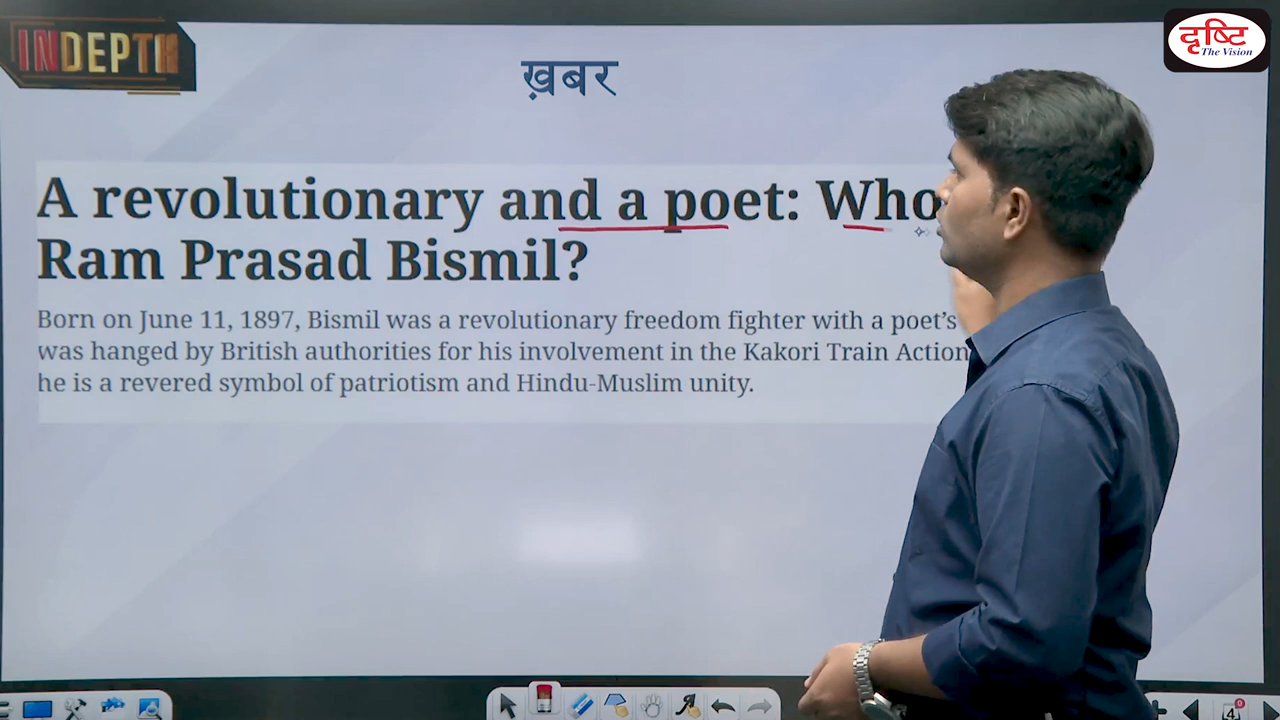 INDEPTH
दृष्टि
The Vision
ख़बर
A revolutionary and a poet: Who
Ram Prasad Bismil?
Born on June 11, 1897, Bismil was a revolutionary freedom fighter with a poet's
was hanged by British authorities for his involvement in the Kakori Train Action
he is a revered symbol of patriotism and Hindu-Muslim unity.
4
0